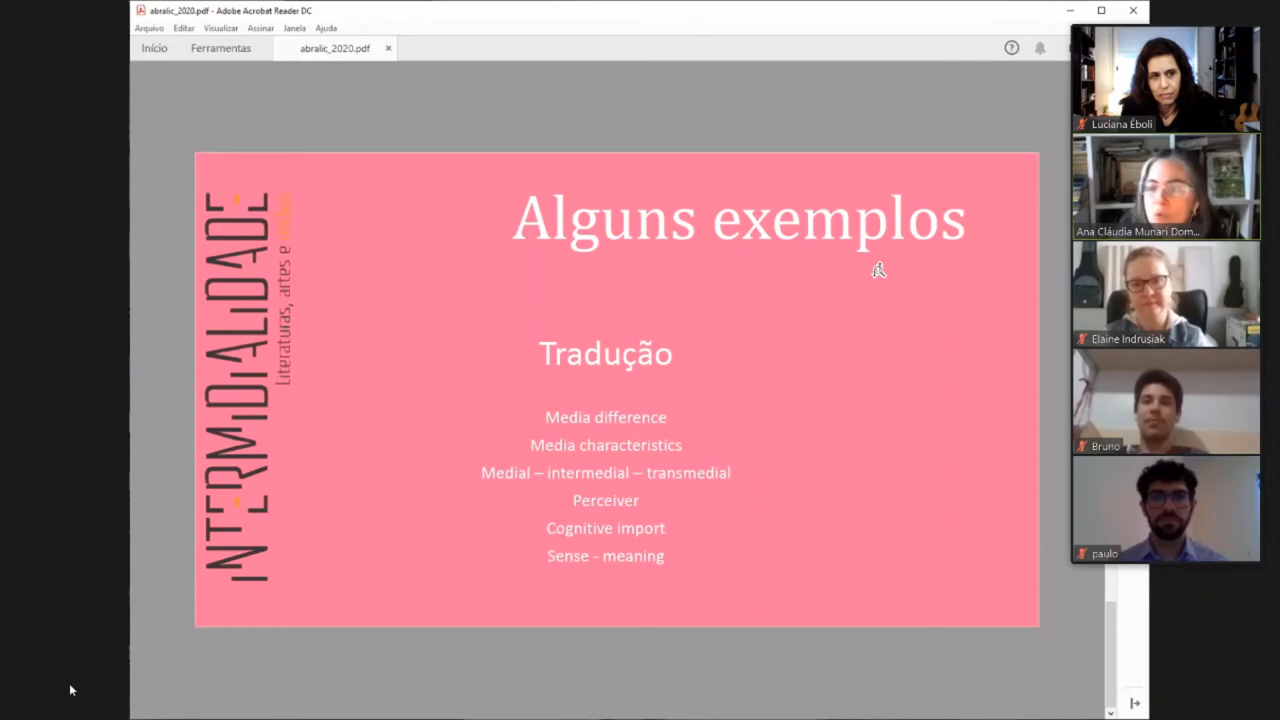 abralic_2020.pdf - Adobe Acrobat Reader DC
Arquivo Editar Visualizar Assinar Janela Ajuda
Início Ferramentas abralic_2020.pdf ×
Alguns exemplos
INTERMIDIALIDADE
Literaturas, artes e mídias
Tradução
Media difference
Media characteristics
Medial – intermedial – transmedial
Perceiver
Cognitive import
Sense - meaning
Luciana Éboli
Ana Cláudia Munari Dom...
Elaine Indrusiak
Bruno
paulo